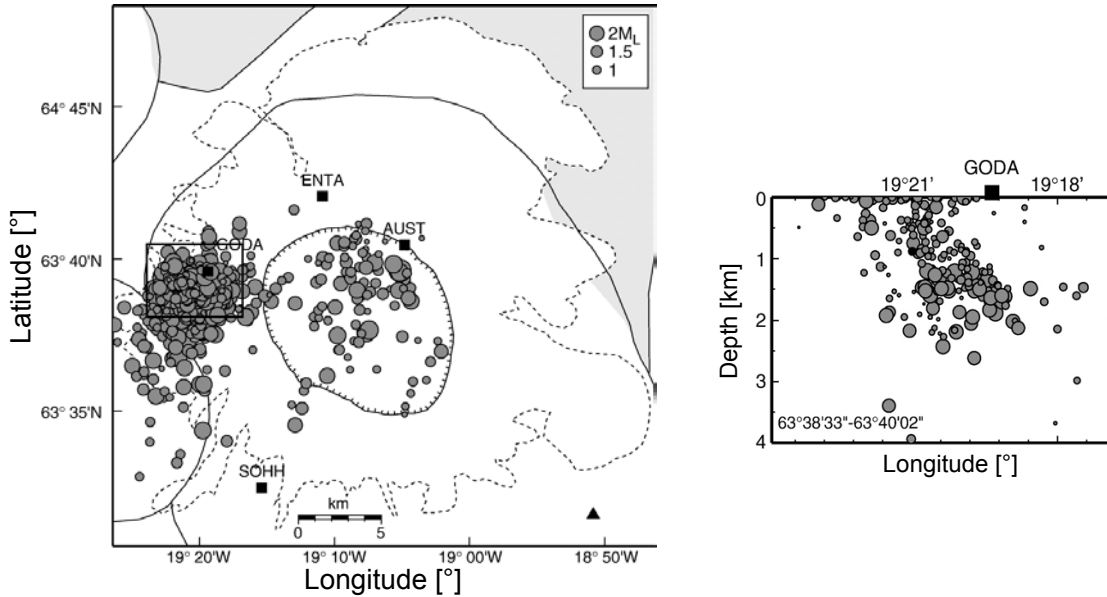 2M_L
1.5
1
64° 45'N
ENTA
AUST
63° 40'N
GODA
63° 35'N
SOHH
km
0 5
19° 20'W 19° 10'W 19° 00'W 18° 50'W
Longitude [°]
Latitude [°]
GODA
19°21' 19°18'
0
1
2
3
4
63°38'33"-63°40'02"
Depth [km]
Longitude [°]